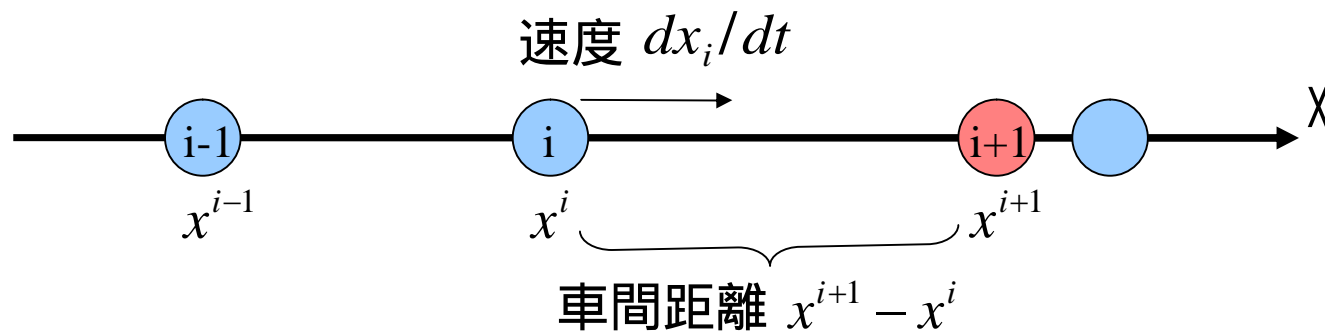 速度 dx_i/dt
X
i-1 i i+1
x^{i-1} x^i x^{i+1}
車間距離 x^{i+1} − x^i